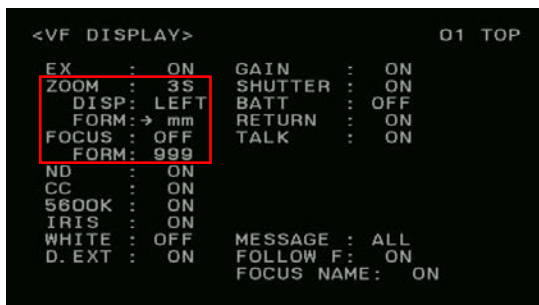 <VF DISPLAY> 01 TOP
EX : ON GAIN : ON
ZOOM : 3S SHUTTER : ON
DISP: LEFT BATT : OFF
FORM:→ mm RETURN : ON
FOCUS : OFF TALK : ON
FORM: 999
ND : ON
CC : ON
5600K : ON
IRIS : ON
WHITE : OFF MESSAGE : ALL
D.EXT : ON FOLLOW F: ON
FOCUS NAME: ON